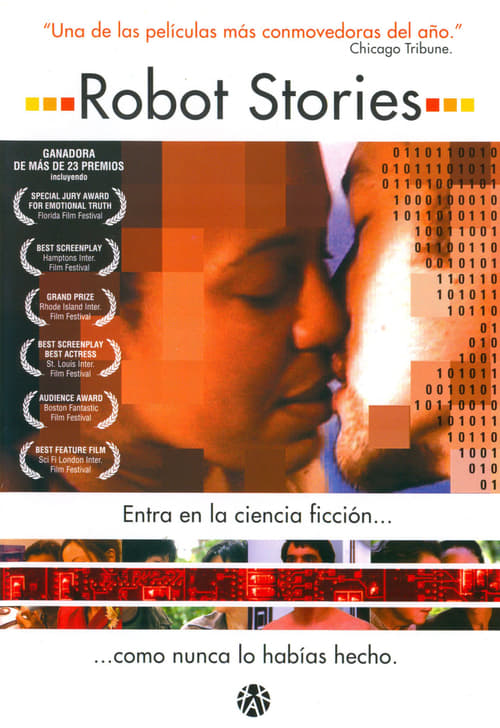 “Una de las películas más conmovedoras del año.”
Chicago Tribune.
Robot Stories
GANADORA
DE MÁS DE 23 PREMIOS
incluyendo
SPECIAL JURY AWARD
FOR EMOTIONAL TRUTH
Florida Film Festival
BEST SCREENPLAY
Hamptons Inter.
Film Festival
GRAND PRIZE
Rhode Island Inter.
Film Festival
BEST SCREENPLAY
BEST ACTRESS
St. Louis Inter.
Film Festival
AUDIENCE AWARD
Boston Fantastic
Film Festival
BEST FEATURE FILM
Sci Fi London Inter.
Film Festival
0110110010
01011101011
01101001101
1000100010
1011010110
10011001
01100110
01011010
110110
101011
10110
01
010
1001
101011
0101011
10110010
101011
10110
1001
010
01
Entra en la ciencia ficción...
...como nunca lo habías hecho.